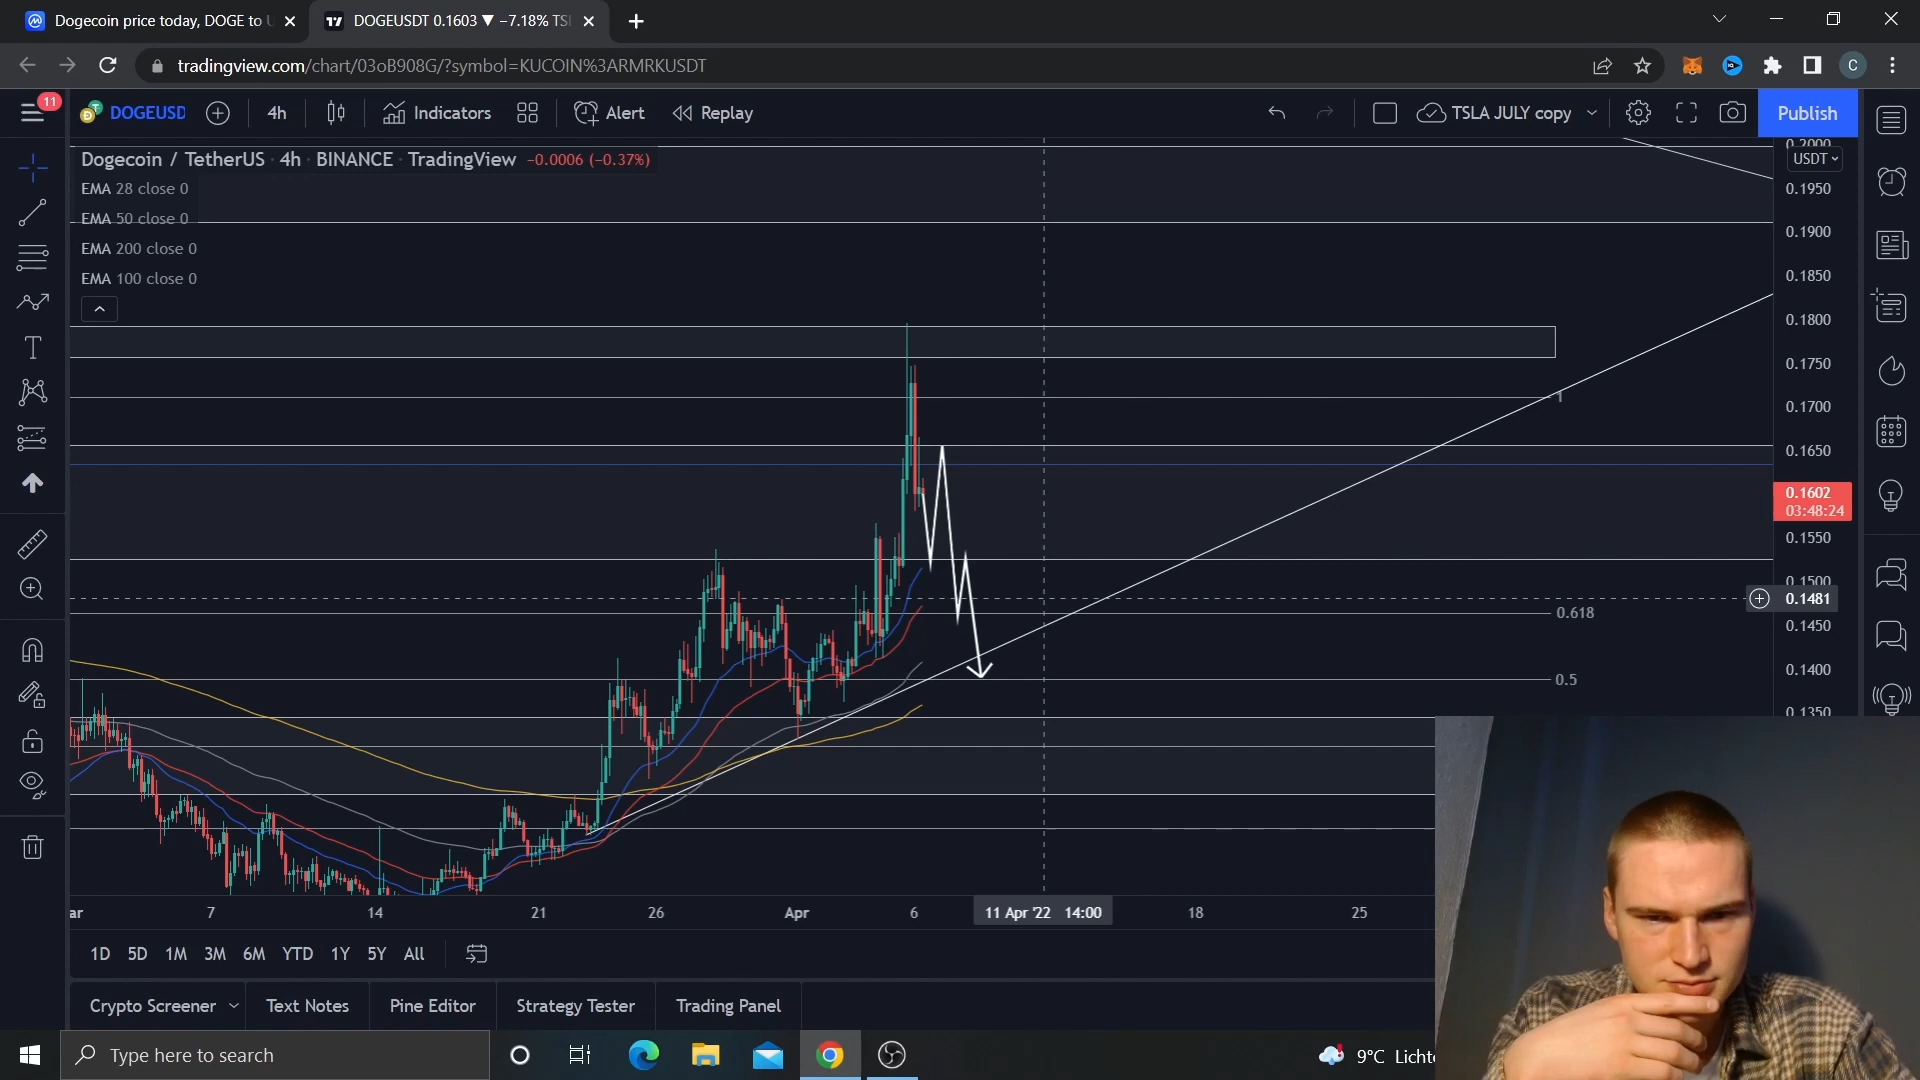 Dogecoin price today, DOGE to U
DOGEUSDT 0.1603 ▼ −7.18% TSL
tradingview.com/chart/03oB908G/?symbol=KUCOIN%3ARMRKUSDT
C
11
DOGEUSD
4h
Indicators
Alert
Replay
TSLA JULY copy
Publish
Dogecoin / TetherUS · 4h · BINANCE · TradingView −0.0006 (−0.37%)
EMA 28 close 0
EMA 50 close 0
EMA 200 close 0
EMA 100 close 0
0.2000
USDT
0.1950
0.1900
0.1850
0.1800
0.1750
1
0.1700
0.1650
0.1602
03:48:24
0.1550
0.1500
0.1481
0.618
0.1450
0.5
0.1400
0.1350
ar
7
14
21
26
Apr
6
11 Apr '22 14:00
18
25
1D 5D 1M 3M 6M YTD 1Y 5Y All
Crypto Screener
Text Notes
Pine Editor
Strategy Tester
Trading Panel
Type here to search
9°C Lichte